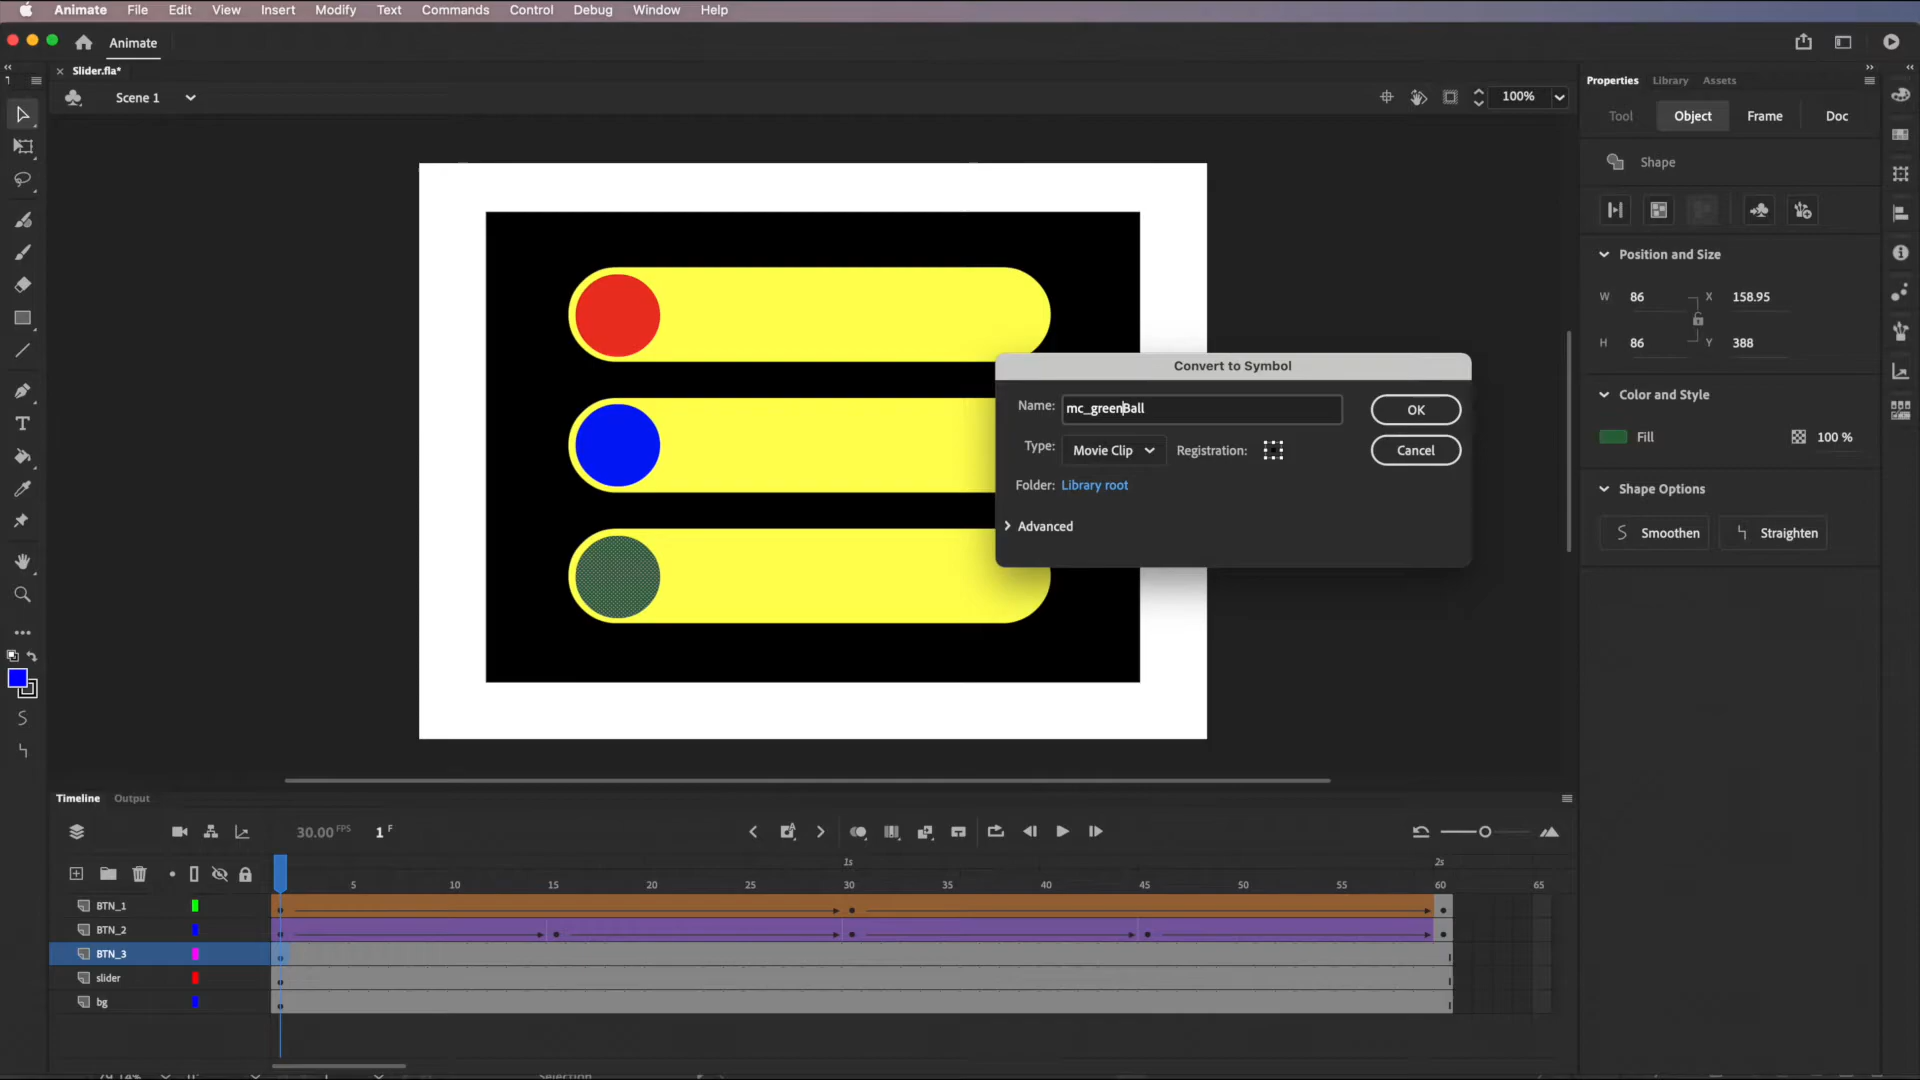 Animate File Edit View Insert Modify Text Commands Control Debug Window Help
Animate
Slider.fla*
Scene 1
100%
Properties Library Assets
Tool Object Frame Doc
Shape
Position and Size
W 86 X 158.95
H 86 Y 388
Color and Style
Fill 100 %
Shape Options
Smoothen Straighten
Convert to Symbol
Name: mc_greenBall OK
Type: Movie Clip Registration: Cancel
Folder: Library root
Advanced
T
Timeline Output
30.00 FPS 1 F
1s 2s
5 10 15 20 25 30 35 40 45 50 55 60 65
BTN_1
BTN_2
BTN_3
slider
bg